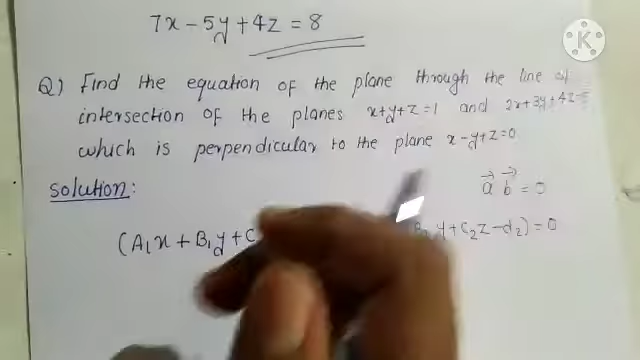 7x - 5y + 4z = 8
Q) Find the equation of the plane through the line of
intersection of the planes x+y+z=1 and 2x+3y+4z=
which is perpendicular to the plane x-y+z=0
Solution:
a⃗ b⃗ = 0
(A₁x + B₁y + C y + C₂z - d₂) = 0
K